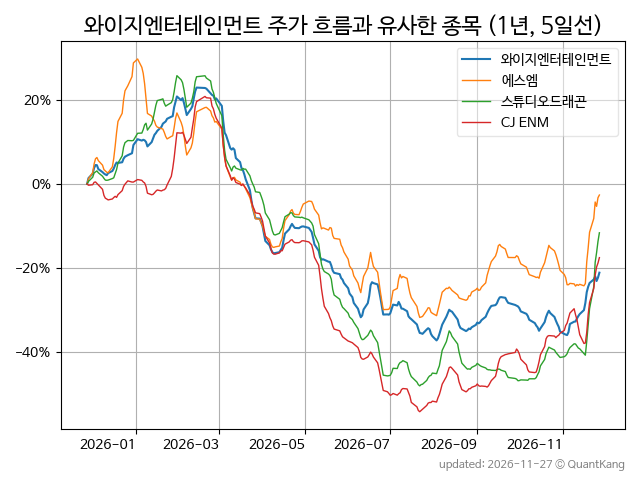 와이지엔터테인먼트 주가 흐름과 유사한 종목 (1년, 5일선)
와이지엔터테인먼트
에스엠
스튜디오드래곤
CJ ENM
20%
0%
−20%
−40%
2026-01 2026-03 2026-05 2026-07 2026-09 2026-11
updated: 2026-11-27 © QuantKang